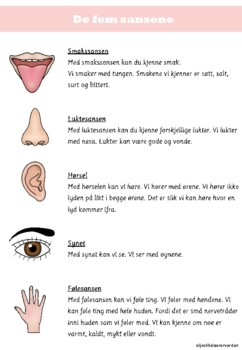 De fem sansene
Smakssansen
Med smakssansen kan du kjenne smak.
Vi smaker med tungen. Smakene vi kjenner er søtt, salt,
surt og bittert.
Luktesansen
Med luktesansen kan du kjenne forskjellige lukter. Vi lukter
med nesa. Lukter kan være gode og vonde.
Hørsel
Med hørselen kan vi høre. Vi hører med ørene. Vi hører ikke
lyden på likt i begge ørene. Det er slik vi kan høre hvor en
lyd kommer ifra.
Synet
Med synet kan vi se. Vi ser med øynene.
Følesansen
Med følesansen kan vi føle ting. Vi føler med hendene. Vi
kan føle ting med hele huden. Fordi det er små nervetråder
inni huden som vi føler med. Vi kan kjenne om noe er
varmt, kaldt, mykt eller vondt.